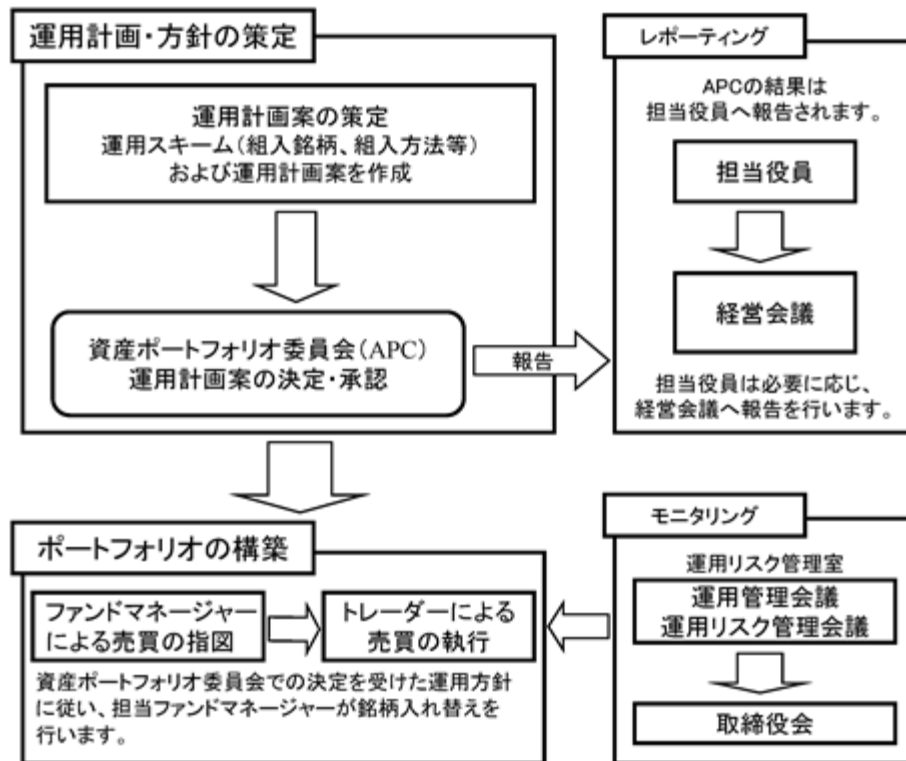 運用計画・方針の策定
運用計画案の策定
運用スキーム(組入銘柄、組入方法等)
および運用計画案を作成
資産ポートフォリオ委員会(APC)
運用計画案の決定・承認
報告
レポーティング
APCの結果は
担当役員へ報告されます。
担当役員
経営会議
担当役員は必要に応じ、
経営会議へ報告を行います。
ポートフォリオの構築
ファンドマネージャー
による売買の指図
トレーダーによる
売買の執行
資産ポートフォリオ委員会での決定を受けた運用方針
に従い、担当ファンドマネージャーが銘柄入れ替えを
行います。
モニタリング
運用リスク管理室
運用管理会議
運用リスク管理会議
取締役会